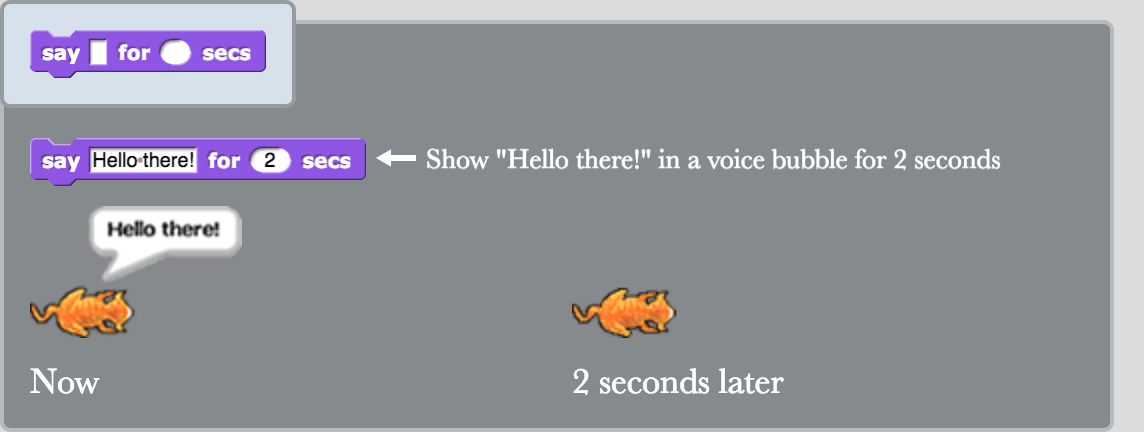 say for secs
say Hello there! for 2 secs Show "Hello there!" in a voice bubble for 2 seconds
Hello there!
Now 2 seconds later